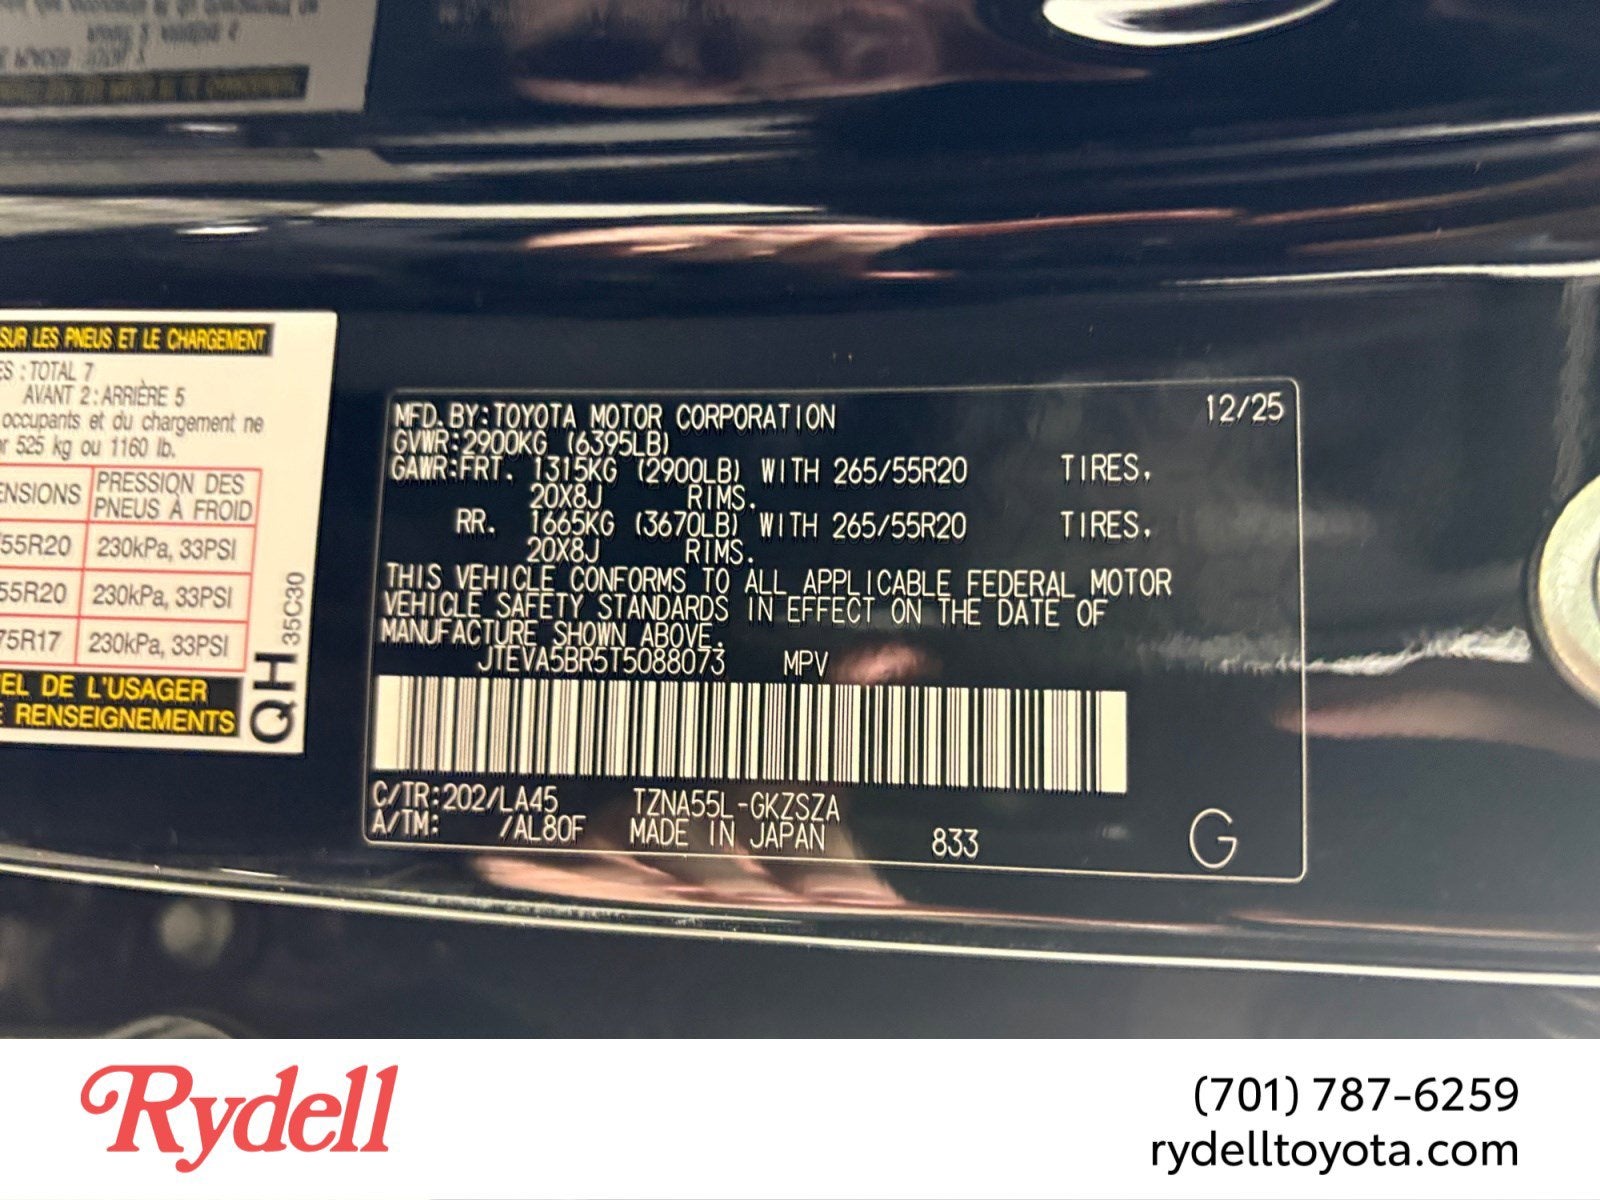 SUR LES PNEUS ET LE CHARGEMENT
ES : TOTAL 7
AVANT 2 : ARRIÈRE 5
occupants et du chargement ne
525 kg ou 1160 lb.
ENSIONS PRESSION DES
PNEUS À FROID
/55R20 230kPa, 33PSI
55R20 230kPa, 33PSI
75R17 230kPa, 33PSI
EL DE L'USAGER
RENSEIGNEMENTS
QH 35C30
MFD. BY: TOYOTA MOTOR CORPORATION 12/25
GVWR: 2900KG (6395LB)
GAWR: FRT. 1315KG (2900LB) WITH 265/55R20 TIRES,
20X8J RIMS.
RR. 1665KG (3670LB) WITH 265/55R20 TIRES,
20X8J RIMS.
THIS VEHICLE CONFORMS TO ALL APPLICABLE FEDERAL MOTOR
VEHICLE SAFETY STANDARDS IN EFFECT ON THE DATE OF
MANUFACTURE SHOWN ABOVE.
JTEVA5BR5T5088073 MPV
C/TR: 202/LA45 TZNA55L-GKZSZA
A/TM: /AL80F MADE IN JAPAN 833 G
Rydell
(701) 787-6259
rydelltoyota.com